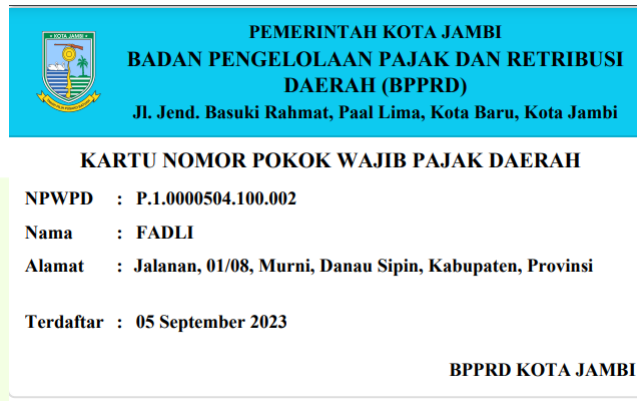 KOTA JAMBI
PEMERINTAH KOTA JAMBI
BADAN PENGELOLAAN PAJAK DAN RETRIBUSI
DAERAH (BPPRD)
Jl. Jend. Basuki Rahmat, Paal Lima, Kota Baru, Kota Jambi
KARTU NOMOR POKOK WAJIB PAJAK DAERAH
NPWPD : P.1.0000504.100.002
Nama : FADLI
Alamat : Jalanan, 01/08, Murni, Danau Sipin, Kabupaten, Provinsi
Terdaftar : 05 September 2023
BPPRD KOTA JAMBI